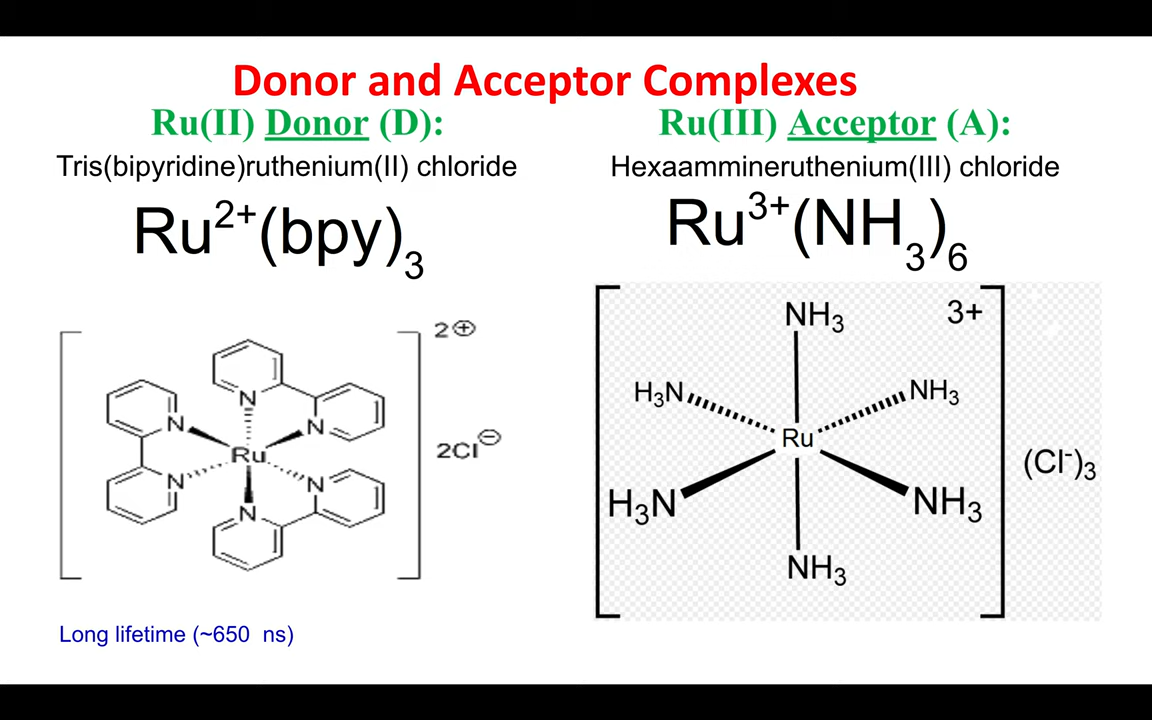 Donor and Acceptor Complexes
Ru(II) Donor (D):
Tris(bipyridine)ruthenium(II) chloride
Ru²⁺(bpy)₃
2⊕
N
N
N
Ru
N
N
N
2Cl⊖
Long lifetime (~650 ns)
Ru(III) Acceptor (A):
Hexaammineruthenium(III) chloride
Ru³⁺(NH₃)₆
NH₃
3+
H₃N
NH₃
Ru
(Cl⁻)₃
H₃N
NH₃
NH₃